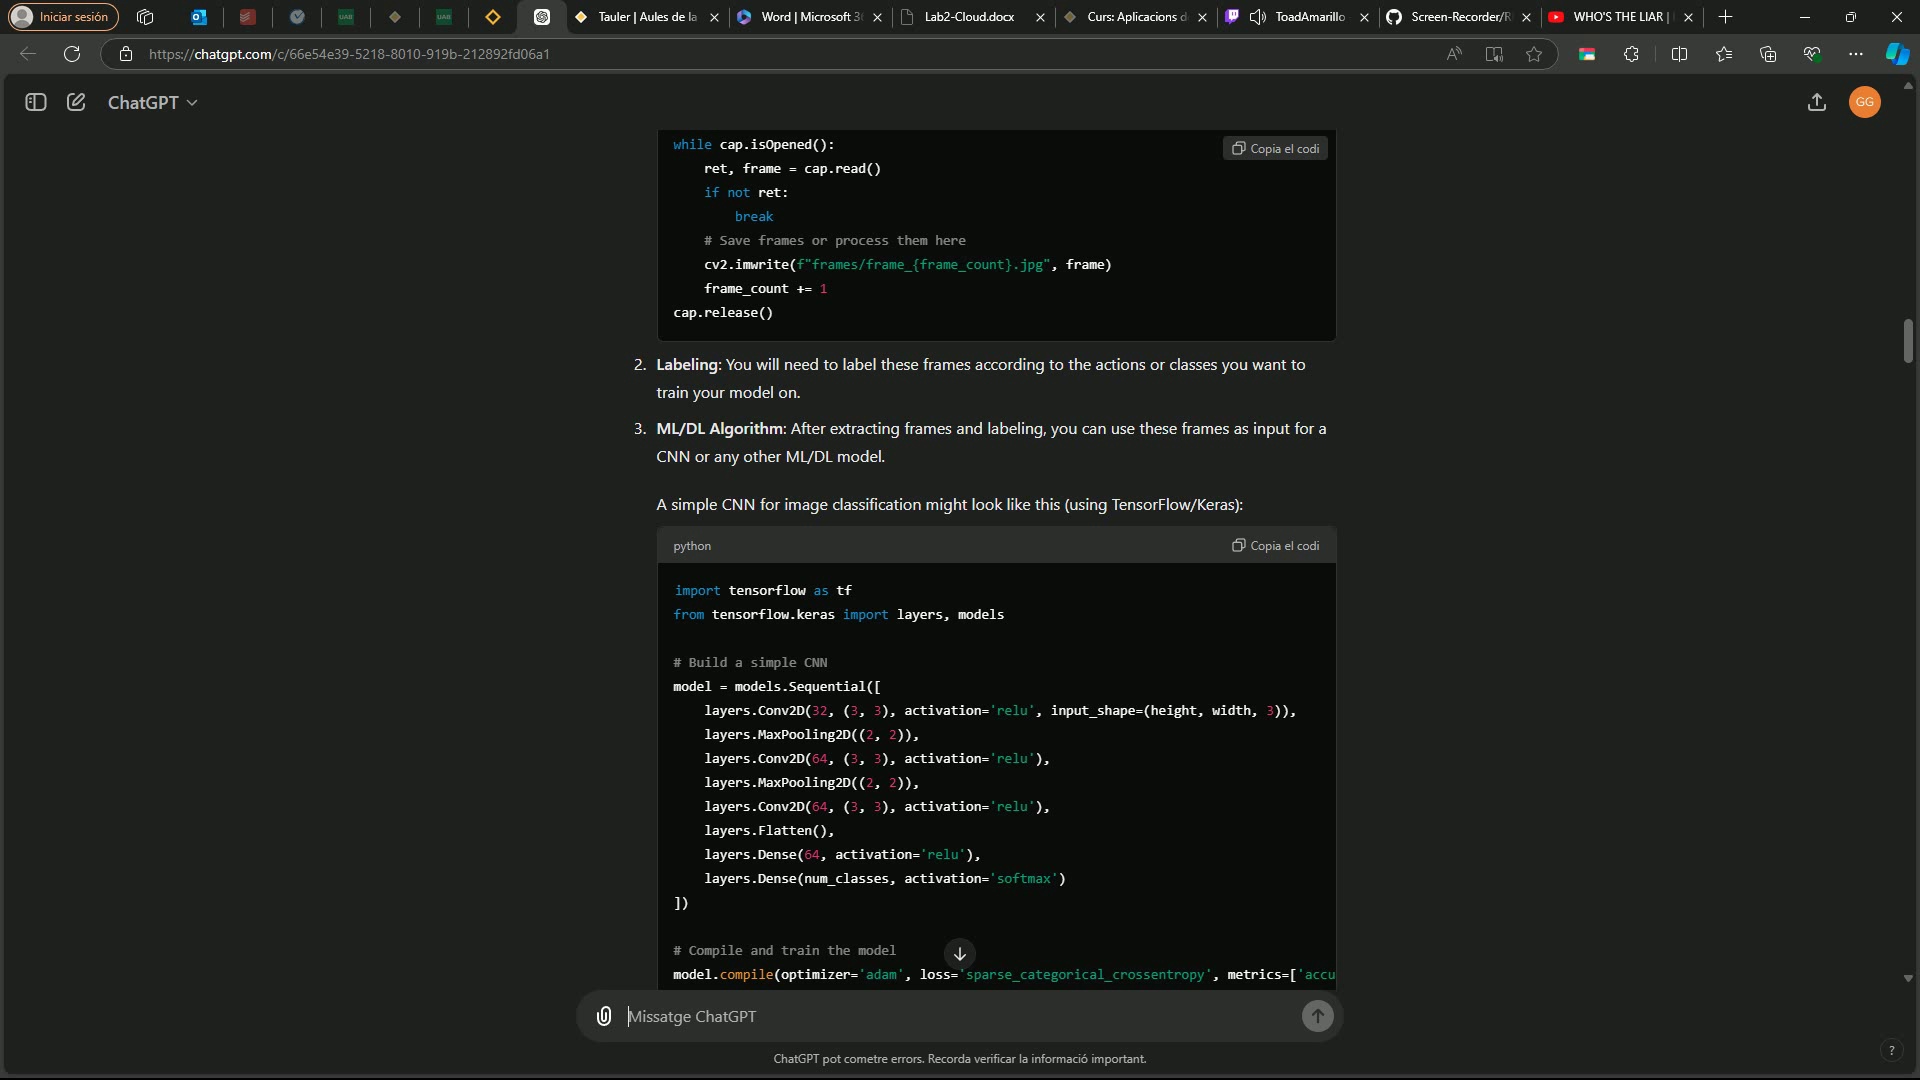 Iniciar sesión
UAB
UAB
Tauler | Aules de la
Word | Microsoft 3
Lab2-Cloud.docx
Curs: Aplicacions d
ToadAmarillo
Screen-Recorder/R
WHO'S THE LIAR |
https://chatgpt.com/c/66e54e39-5218-8010-919b-212892fd06a1
ChatGPT
GG
while cap.isOpened():
Copia el codi
ret, frame = cap.read()
if not ret:
break
# Save frames or process them here
cv2.imwrite(f"frames/frame_{frame_count}.jpg", frame)
frame_count += 1
cap.release()
2. Labeling: You will need to label these frames according to the actions or classes you want to
train your model on.
3. ML/DL Algorithm: After extracting frames and labeling, you can use these frames as input for a
CNN or any other ML/DL model.
A simple CNN for image classification might look like this (using TensorFlow/Keras):
python
Copia el codi
import tensorflow as tf
from tensorflow.keras import layers, models
# Build a simple CNN
model = models.Sequential([
layers.Conv2D(32, (3, 3), activation='relu', input_shape=(height, width, 3)),
layers.MaxPooling2D((2, 2)),
layers.Conv2D(64, (3, 3), activation='relu'),
layers.MaxPooling2D((2, 2)),
layers.Conv2D(64, (3, 3), activation='relu'),
layers.Flatten(),
layers.Dense(64, activation='relu'),
layers.Dense(num_classes, activation='softmax')
])
# Compile and train the model
model.compile(optimizer='adam', loss='sparse_categorical_crossentropy', metrics=['accu
Missatge ChatGPT
ChatGPT pot cometre errors. Recorda verificar la informació important.
?